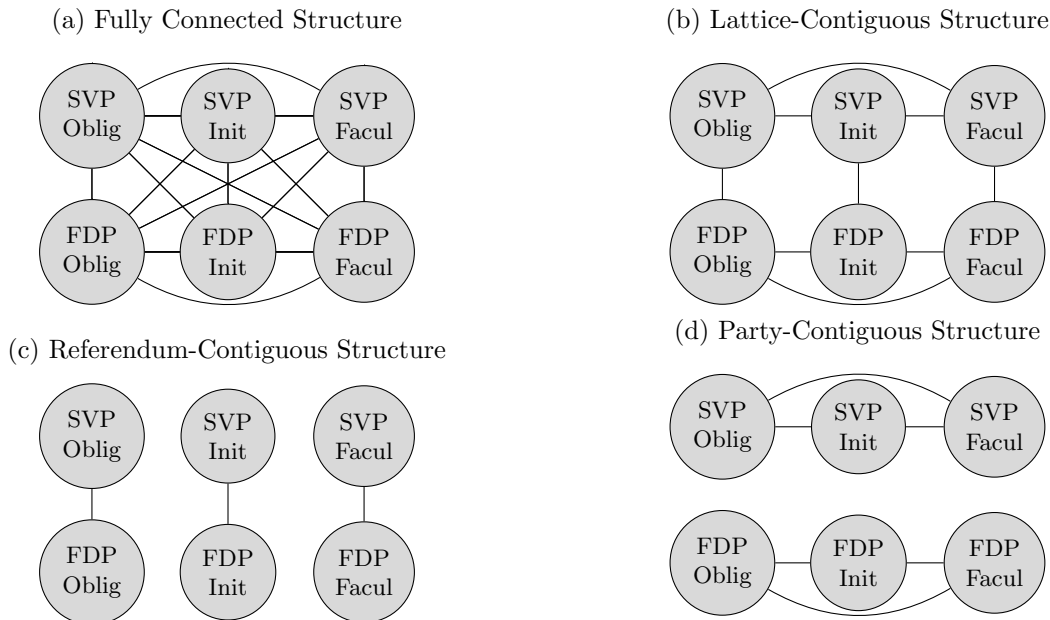 (a) Fully Connected Structure
SVP
Oblig
SVP
Init
SVP
Facul
FDP
Oblig
FDP
Init
FDP
Facul
(b) Lattice-Contiguous Structure
SVP
Oblig
SVP
Init
SVP
Facul
FDP
Oblig
FDP
Init
FDP
Facul
(c) Referendum-Contiguous Structure
SVP
Oblig
SVP
Init
SVP
Facul
FDP
Oblig
FDP
Init
FDP
Facul
(d) Party-Contiguous Structure
SVP
Oblig
SVP
Init
SVP
Facul
FDP
Oblig
FDP
Init
FDP
Facul